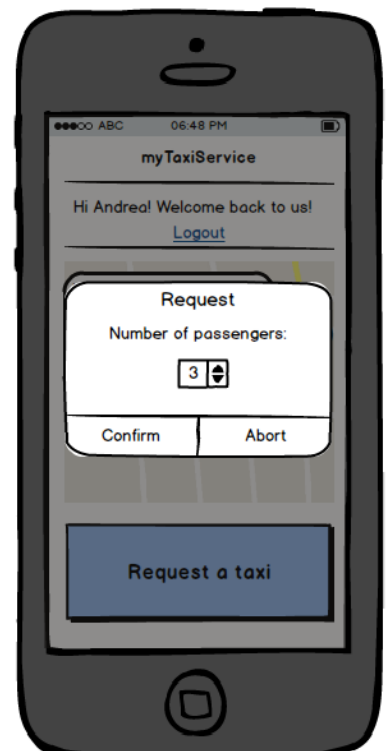 ABC 06:48 PM
myTaxiService
Hi Andrea! Welcome back to us!
Logout
Request
Number of passengers:
3
Confirm Abort
Request a taxi